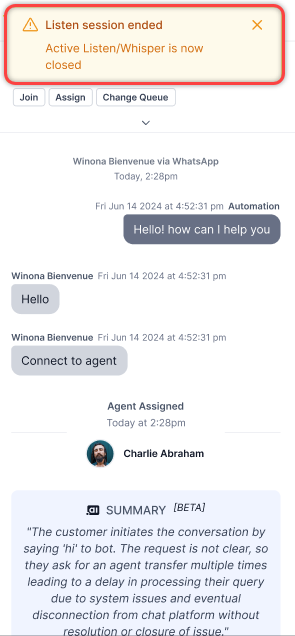 Listen session ended
Active Listen/Whisper is now
closed
Join Assign Change Queue
Winona Bienvenue via WhatsApp
Today, 2:28pm
Fri Jun 14 2024 at 4:52:31 pm Automation
Hello! how can I help you
Winona Bienvenue Fri Jun 14 2024 at 4:52:31 pm
Hello
Winona Bienvenue Fri Jun 14 2024 at 4:52:31 pm
Connect to agent
Agent Assigned
Today at 2:28pm
Charlie Abraham
SUMMARY [BETA]
"The customer initiates the conversation by
saying 'hi' to bot. The request is not clear, so
they ask for an agent transfer multiple times
leading to a delay in processing their query
due to system issues and eventual
disconnection from chat platform without
resolution or closure of issue."